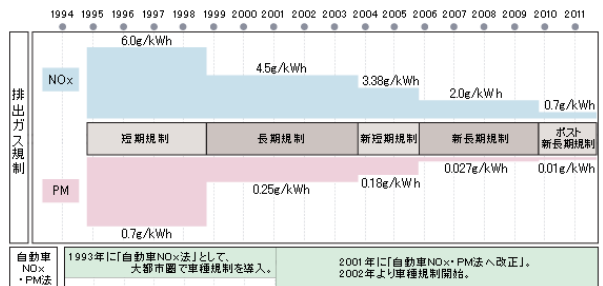 1994 1995 1996 1997 1998 1999 2000 2001 2002 2003 2004 2005 2006 2007 2008 2009 2010 2011
排出ガス規制
NOx
6.0g/kWh
4.5g/kWh
3.38g/kWh
2.0g/kWh
0.7g/kWh
短期規制
長期規制
新短期規制
新長期規制
ポスト
新長期規制
PM
0.7g/kWh
0.25g/kWh
0.18g/kWh
0.027g/kWh
0.01g/kWh
自動車
NOx
・PM法
1993年に「自動車NOx法」として、
大都市圏で車種規制を導入。
2001年に「自動車NOx・PM法へ改正」。
2002年より車種規制開始。